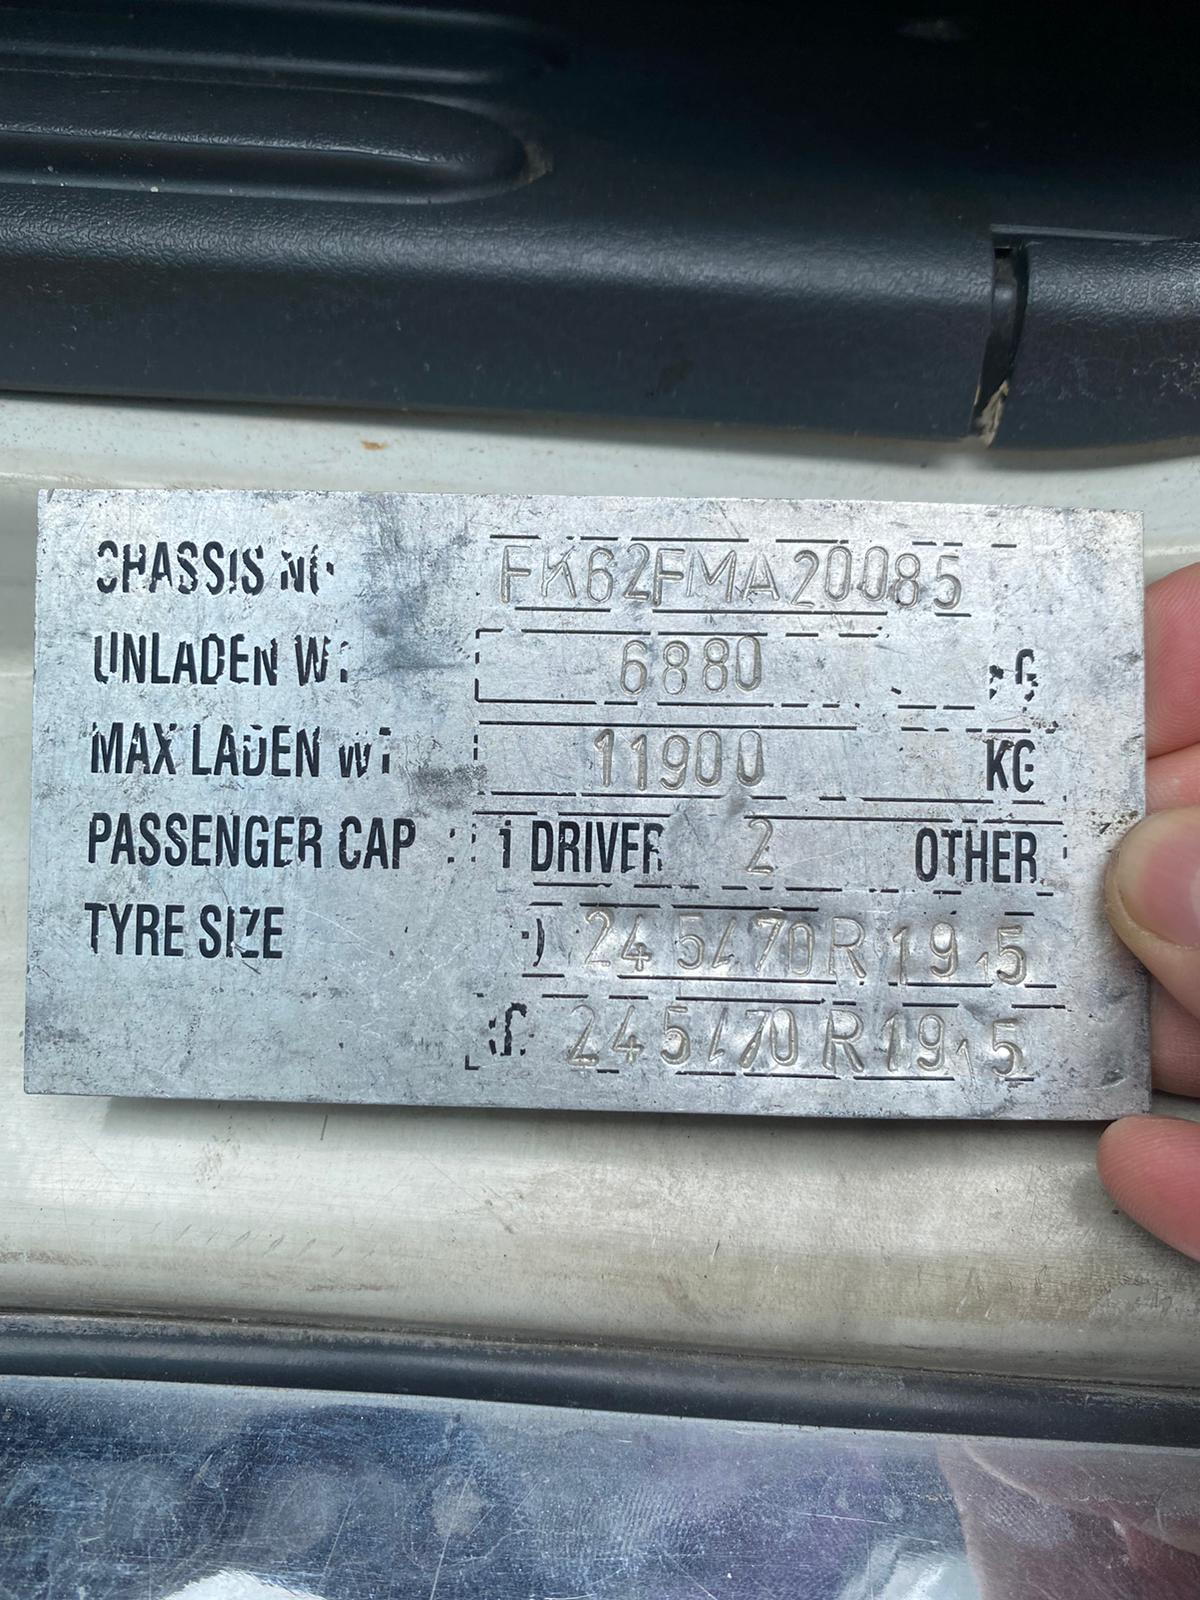 CHASSIS NO. FK62FMA20085
UNLADEN WT 6880 KG
MAX LADEN WT 11900 KG
PASSENGER CAP : 1 DRIVER 2 OTHER
TYRE SIZE 245/70R19.5
245/70R19.5